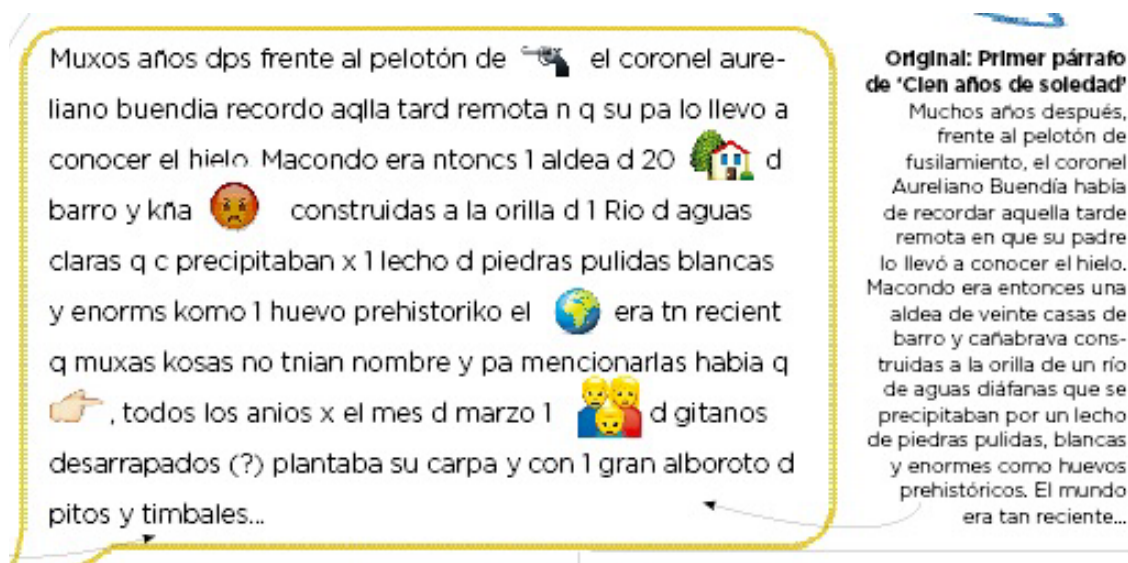 Muxos años dps frente al pelotón de 🔫 el coronel aure-
liano buendia recordo aqlla tard remota n q su pa lo llevo a
conocer el hielo. Macondo era ntoncs 1 aldea d 20 🏡 d
barro y kña 😡 construidas a la orilla d 1 Rio d aguas
claras q c precipitaban x 1 lecho d piedras pulidas blancas
y enorms komo 1 huevo prehistoriko el 🌍 era tn recient
q muxas kosas no tnian nombre y pa mencionarlas habia q
👉, todos los anios x el mes d marzo 1 👪 d gitanos
desarrapados (?) plantaba su carpa y con 1 gran alboroto d
pitos y timbales...
Original: Primer párrafo
de ‘Cien años de soledad’
Muchos años después,
frente al pelotón de
fusilamiento, el coronel
Aureliano Buendía había
de recordar aquella tarde
remota en que su padre
lo llevó a conocer el hielo.
Macondo era entonces una
aldea de veinte casas de
barro y cañabrava cons-
truidas a la orilla de un río
de aguas diáfanas que se
precipitaban por un lecho
de piedras pulidas, blancas
y enormes como huevos
prehistóricos. El mundo
era tan reciente...